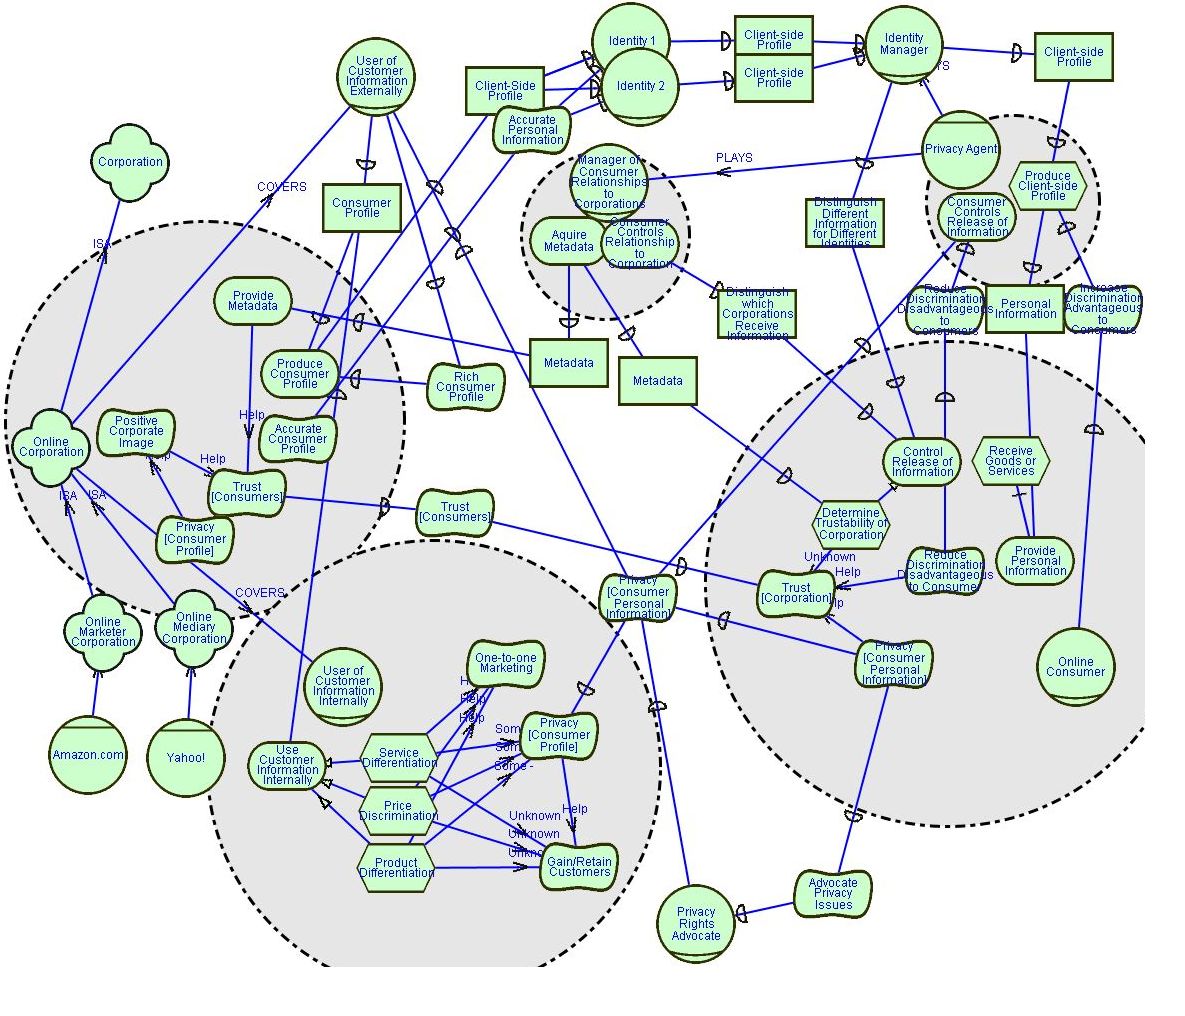 Identity 1
Client-side
Profile
Identity
Manager
Client-side
Profile
User of
Customer
Information
Externally
Client-Side
Profile
Identity 2
Client-side
Profile
Accurate
Personal
Information
Corporation
Manager of
Consumer
Relationships
to
Corporations
PLAYS
Privacy Agent
Produce
Client-side
Profile
COVERS
Consumer
Profile
Aquire
Metadata
Consumer
Controls
Relationship
to
Corporation
Distinguish
Different
Information
for Different
Identities
Consumer
Controls
Release of
Information
ISA
Provide
Metadata
Distinguish
which
Corporations
Receive
Information
Reduce
Discrimination
Disadvantageous
to
Consumers
Personal
Information
Increase
Discrimination
Advantageous
to
Consumers
Produce
Consumer
Profile
Rich
Consumer
Profile
Metadata
Metadata
Help
Positive
Corporate
Image
Accurate
Consumer
Profile
Online
Corporation
Help
Control
Release of
Information
Receive
Goods or
Services
Trust
[Consumers]
ISA
ISA
Trust
[Consumers]
Determine
Trustability of
Corporation
Privacy
[Consumer
Profile]
Unknown
Help
Reduce
Discrimination
Disadvantageous
to Consumer
Provide
Personal
Information
COVERS
Privacy
[Consumer
Personal
Information]
Trust
[Corporation]
Online
Marketer
Corporation
Online
Mediary
Corporation
One-to-one
Marketing
Privacy
[Consumer
Personal
Information]
Online
Consumer
User of
Customer
Information
Internally
Help
Help
Privacy
[Consumer
Profile]
Amazon.com
Yahoo!
Use
Customer
Information
Internally
Service
Differentiation
Some -
Price
Discrimination
Help
Unknown
Unknown
Product
Differentiation
Gain/Retain
Customers
Advocate
Privacy
Issues
Privacy
Rights
Advocate